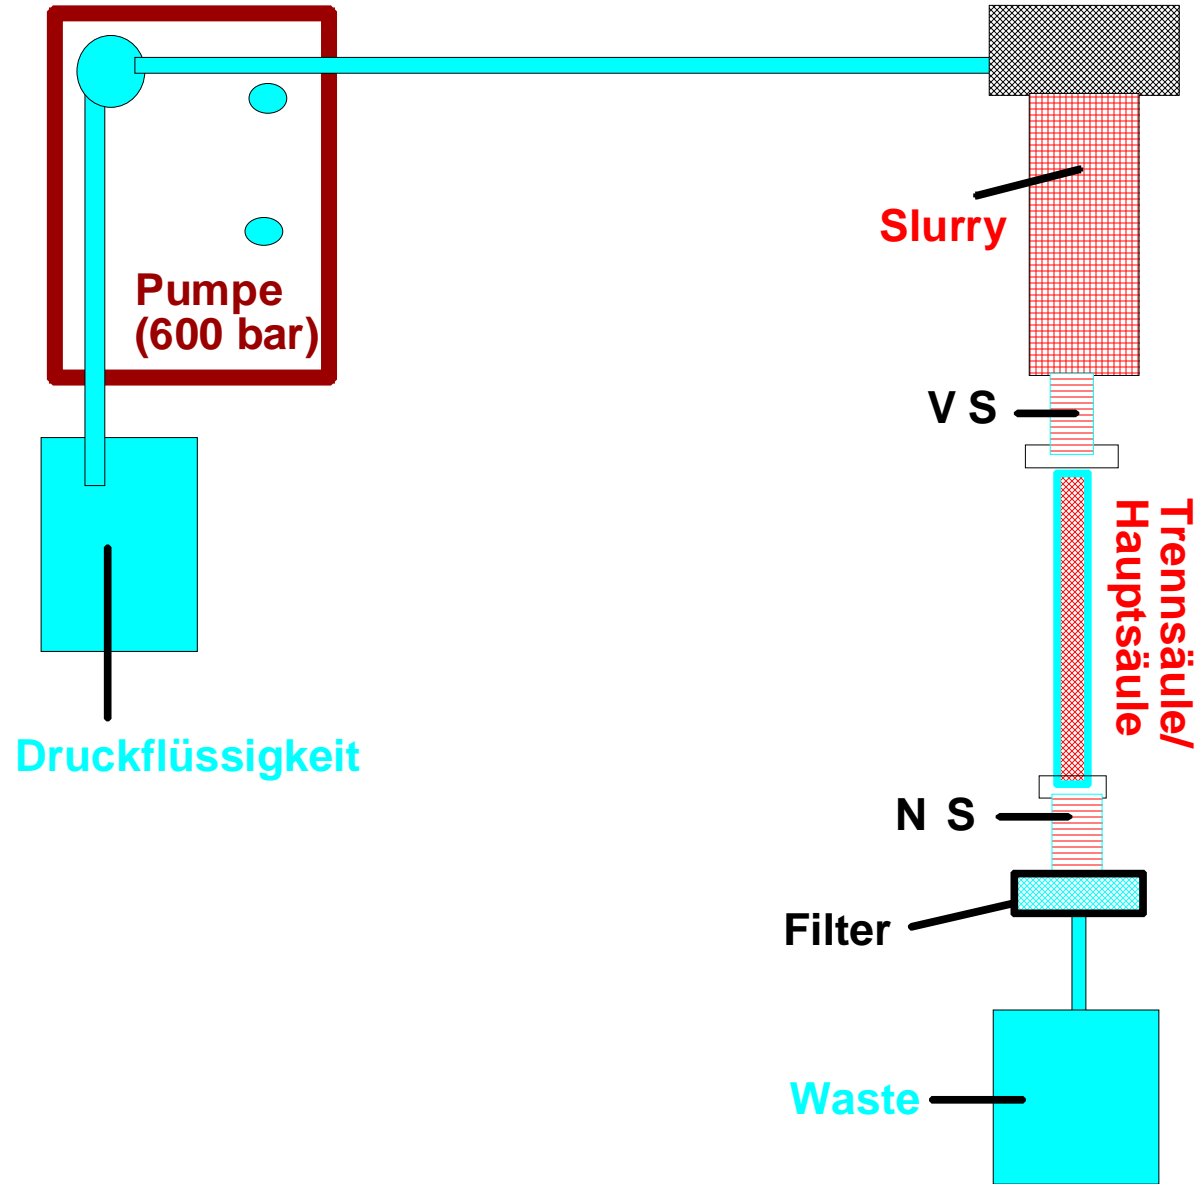 Slurry
Pumpe
(600 bar)
V S
Trennsäule/
Hauptsäule
Druckflüssigkeit
N S
Filter
Waste